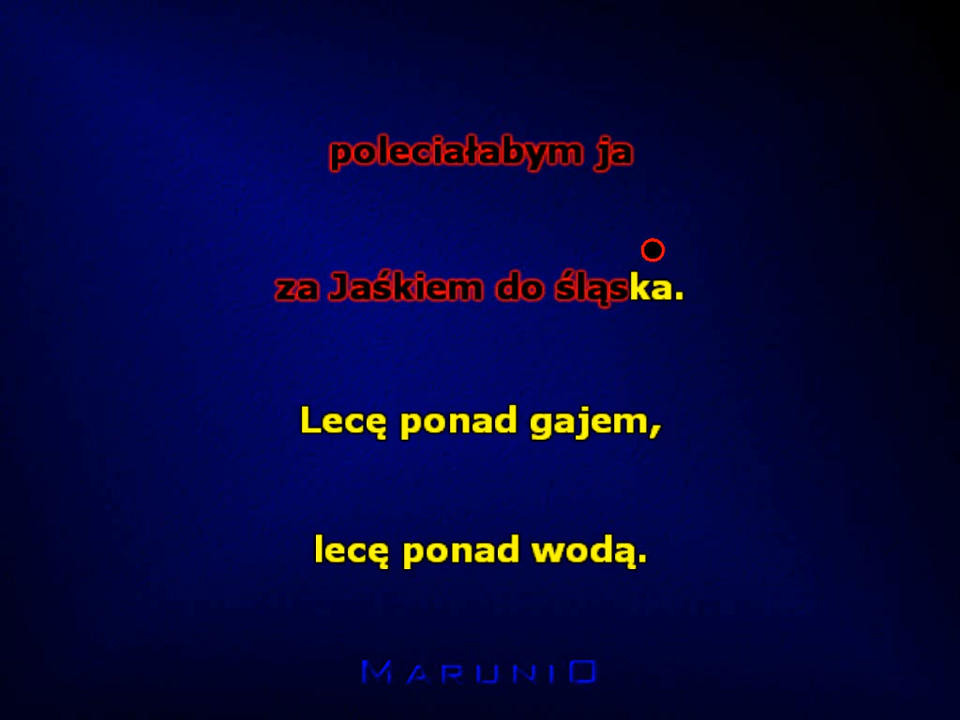 poleciałabym ja
za Jaśkiem do śląska.
Lecę ponad gajem,
lecę ponad wodą.
MARUNIO